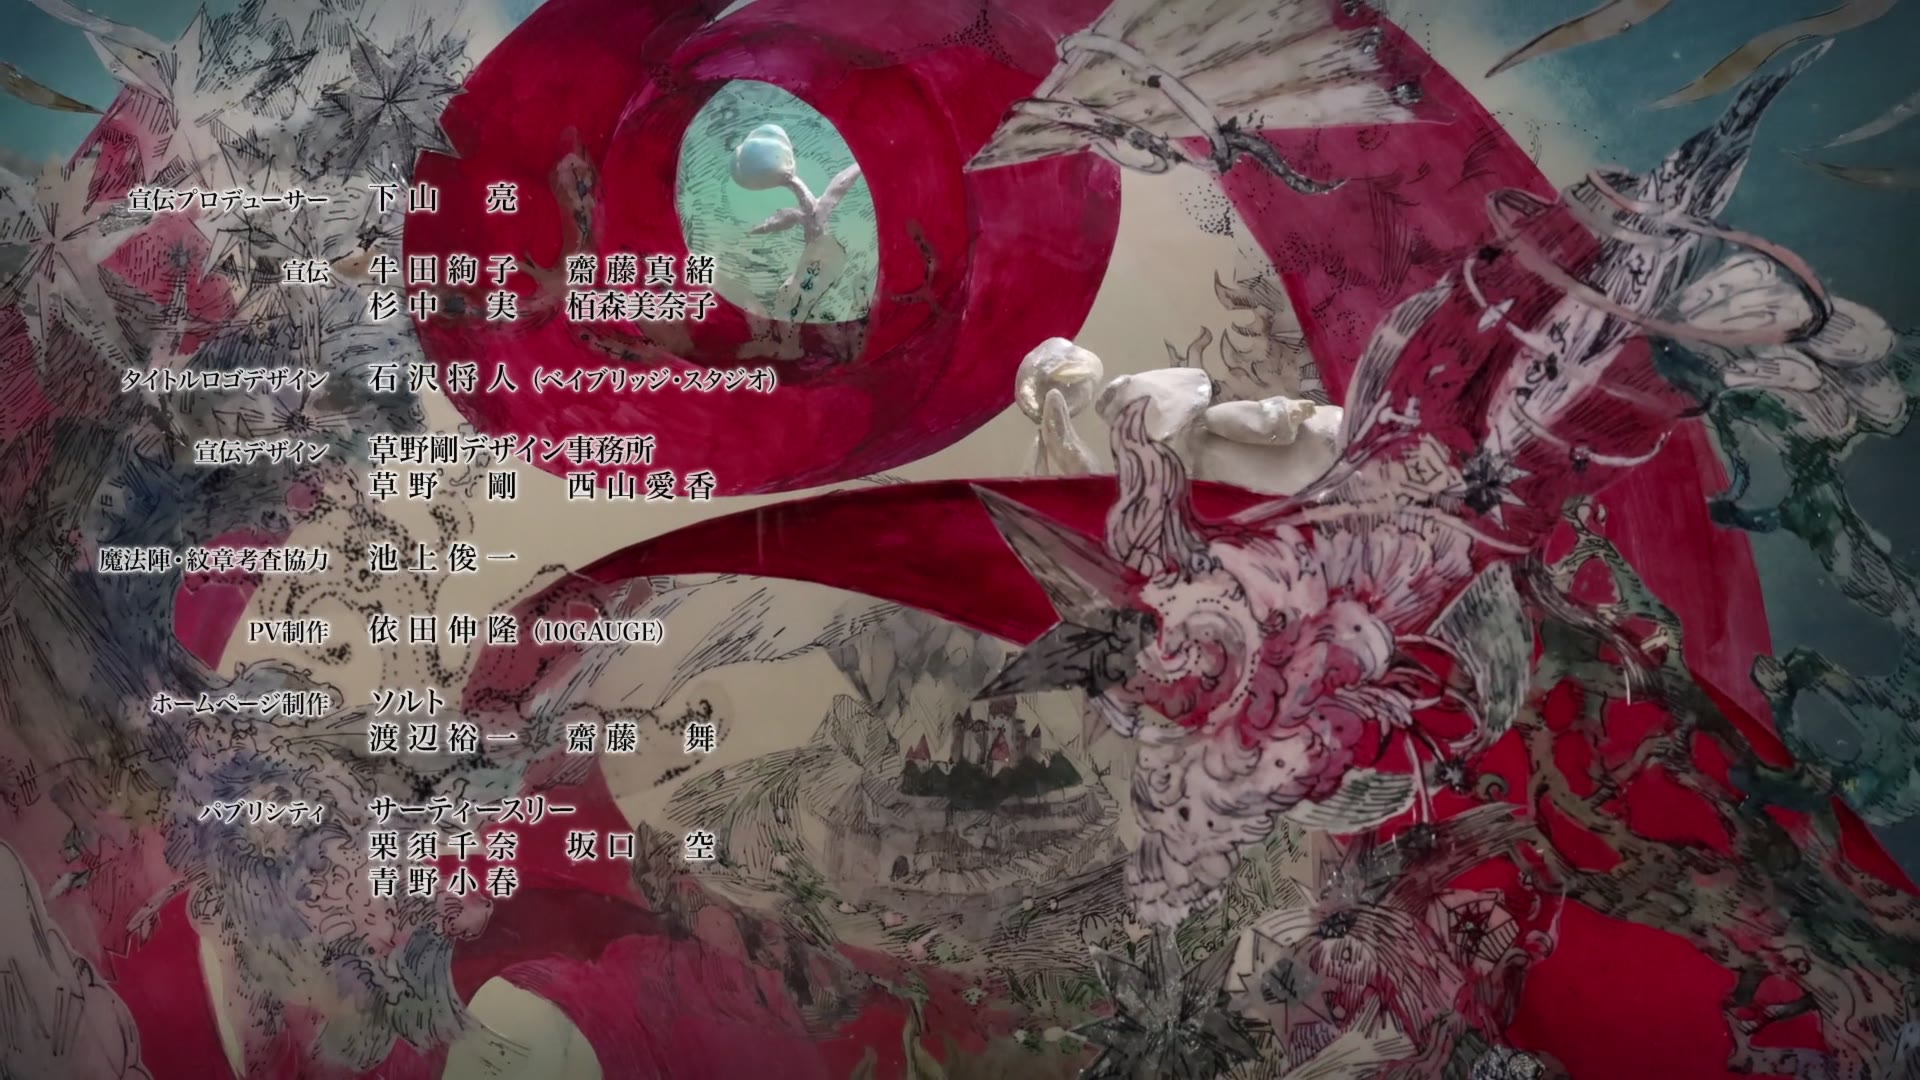 宣伝プロデューサー 下山 亮
宣伝 牛田絢子 齋藤真緒
杉中 実 栢森美奈子
タイトルロゴデザイン 石沢将人（ベイブリッジ・スタジオ）
宣伝デザイン 草野剛デザイン事務所
草野 剛 西山愛香
魔法陣・紋章考査協力 池上俊一
PV制作 依田伸隆（10GAUGE）
ホームページ制作 ソルト
渡辺裕一 齋藤 舞
パブリシティ サーティースリー
栗須千奈 坂口 空
青野小春